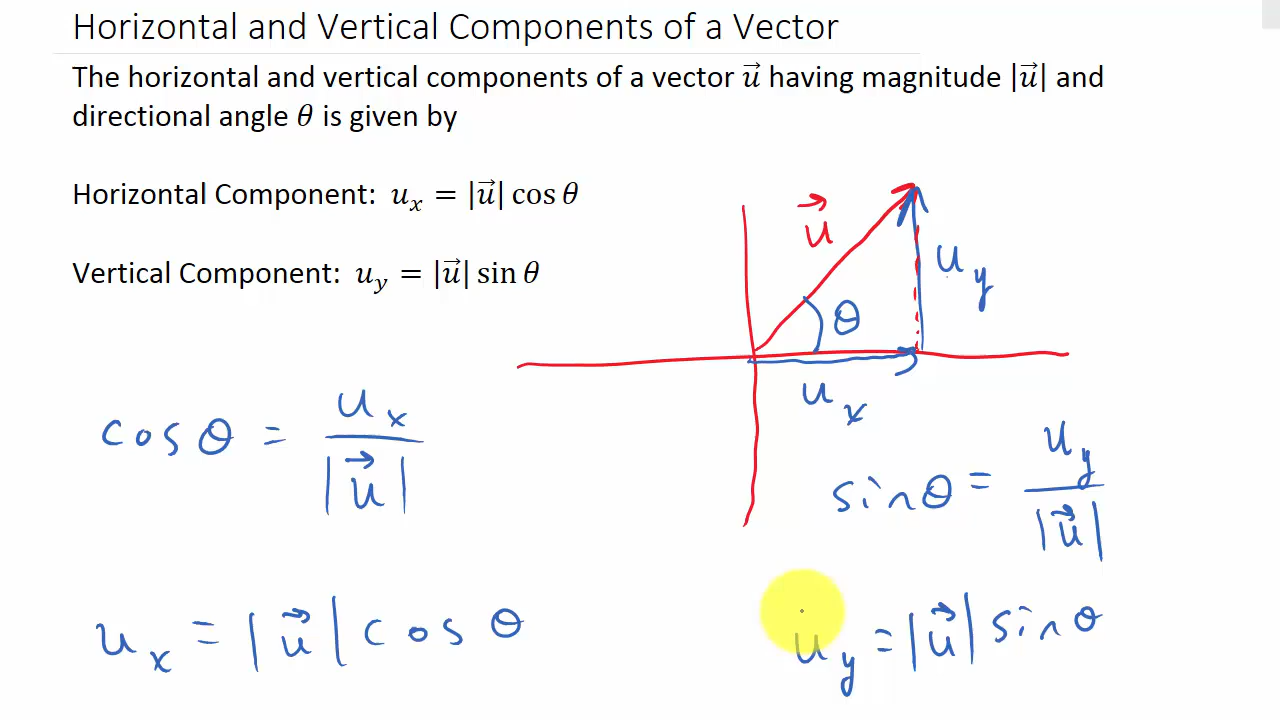 Horizontal and Vertical Components of a Vector
The horizontal and vertical components of a vector u⃗ having magnitude |u⃗| and
directional angle θ is given by
Horizontal Component: uₓ = |u⃗| cos θ
Vertical Component: u_y = |u⃗| sin θ
u⃗
u_y
θ
uₓ
cos θ = uₓ / |u⃗|
sin θ = u_y / |u⃗|
uₓ = |u⃗| cos θ
u_y = |u⃗| sin θ